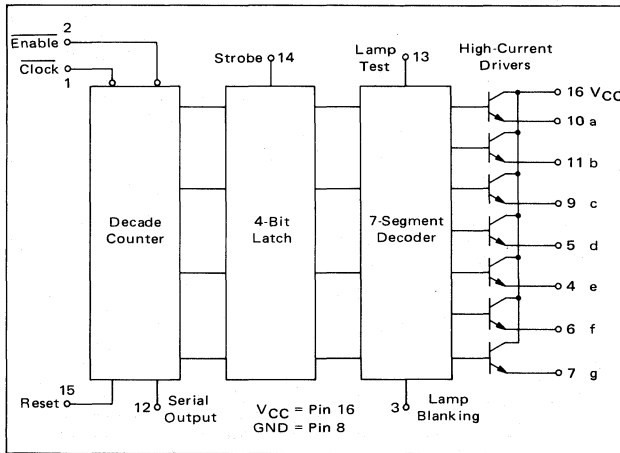 2
Enable
Clock
1
Strobe 14
Lamp
Test 13
High-Current
Drivers
16 VCC
10 a
11 b
9 c
5 d
4 e
6 f
7 g
Decade
Counter
4-Bit
Latch
7-Segment
Decoder
15
Reset
12 Serial
Output
VCC = Pin 16
GND = Pin 8
3 Lamp
Blanking